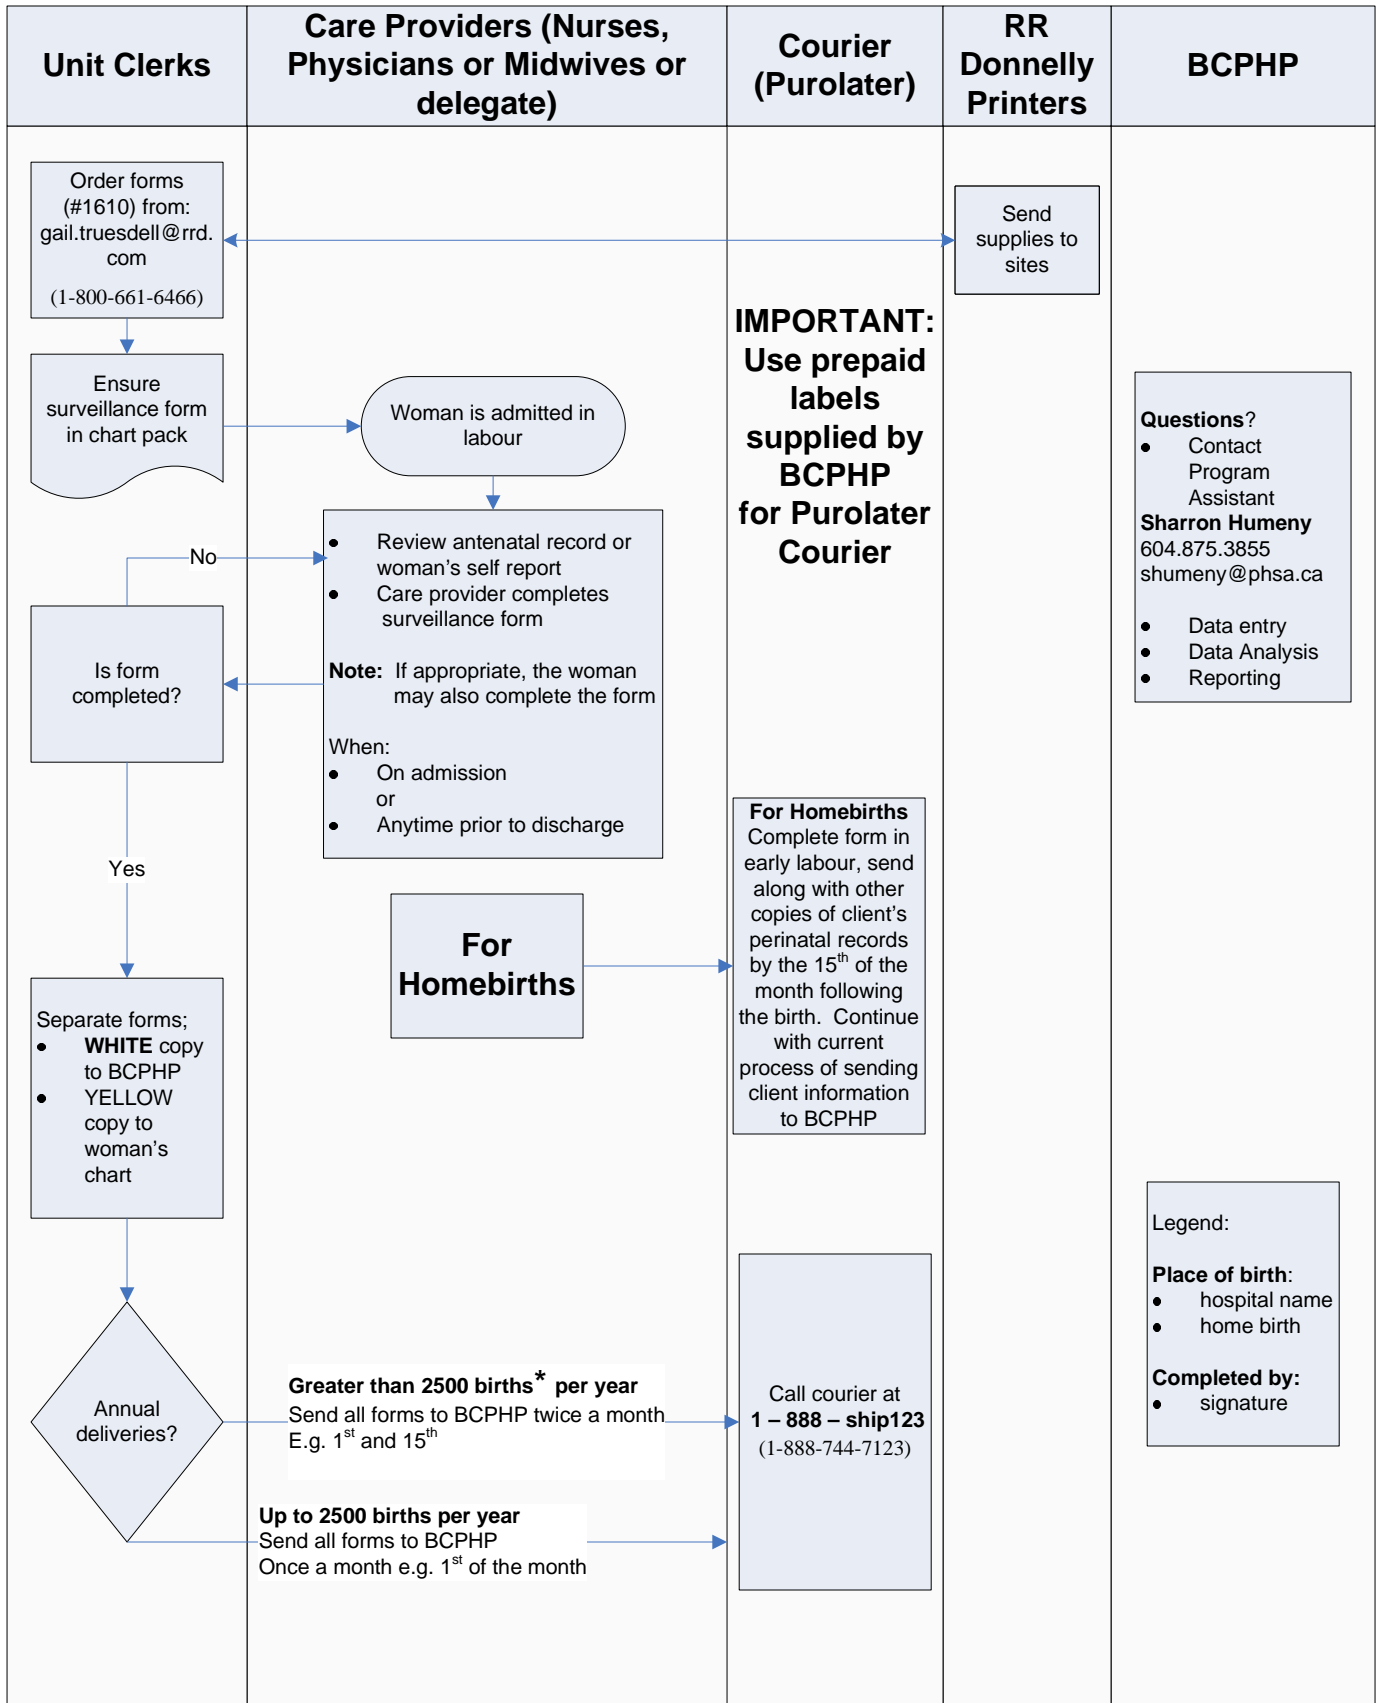 Unit Clerks
Care Providers (Nurses,
Physicians or Midwives or
delegate)
Courier
(Purolater)
RR
Donnelly
Printers
BCPHP
Order forms
(#1610) from:
gail.truesdell@rrd.
com
(1-800-661-6466)
Send
supplies to
sites
IMPORTANT:
Use prepaid
labels
supplied by
BCPHP
for Purolater
Courier
Ensure
surveillance form
in chart pack
Woman is admitted in
labour
Questions?
• Contact
Program
Assistant
Sharron Humeny
604.875.3855
shumeny@phsa.ca
• Data entry
• Data Analysis
• Reporting
No
• Review antenatal record or
woman's self report
• Care provider completes
surveillance form
Note: If appropriate, the woman
may also complete the form
When:
• On admission
or
• Anytime prior to discharge
Is form
completed?
Yes
For
Homebirths
For Homebirths
Complete form in
early labour, send
along with other
copies of client's
perinatal records
by the 15th of the
month following
the birth. Continue
with current
process of sending
client information
to BCPHP
Separate forms;
• WHITE copy
to BCPHP
• YELLOW
copy to
woman's
chart
Legend:
Place of birth:
• hospital name
• home birth
Completed by:
• signature
Annual
deliveries?
Greater than 2500 births* per year
Send all forms to BCPHP twice a month
E.g. 1st and 15th
Call courier at
1 – 888 – ship123
(1-888-744-7123)
Up to 2500 births per year
Send all forms to BCPHP
Once a month e.g. 1st of the month